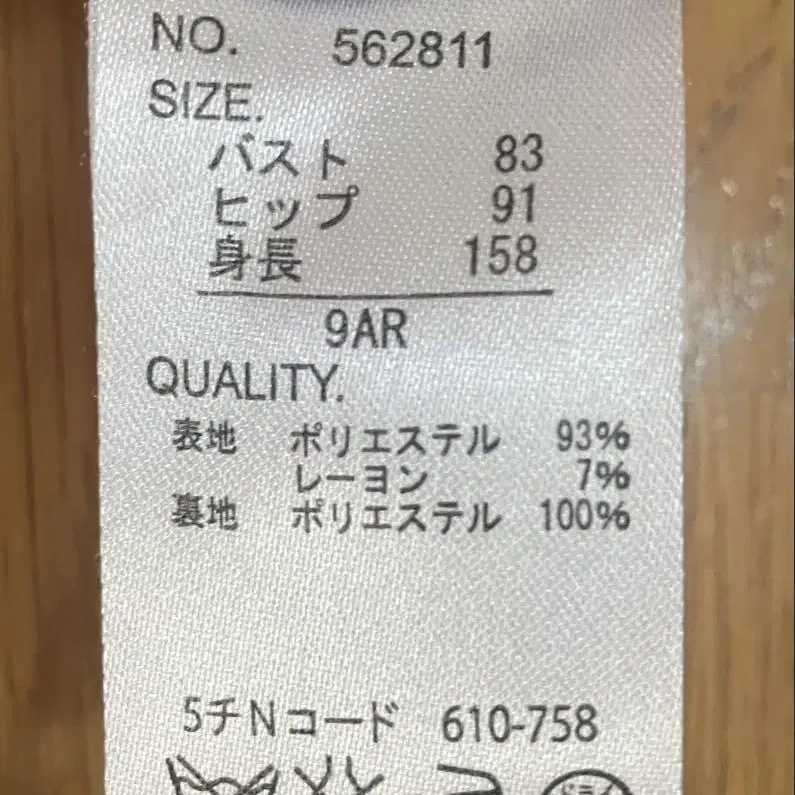 NO. 562811
SIZE.
バスト 83
ヒップ 91
身長 158
9AR
QUALITY.
表地 ポリエステル 93%
レーヨン 7%
裏地 ポリエステル 100%
5チNコード 610-758